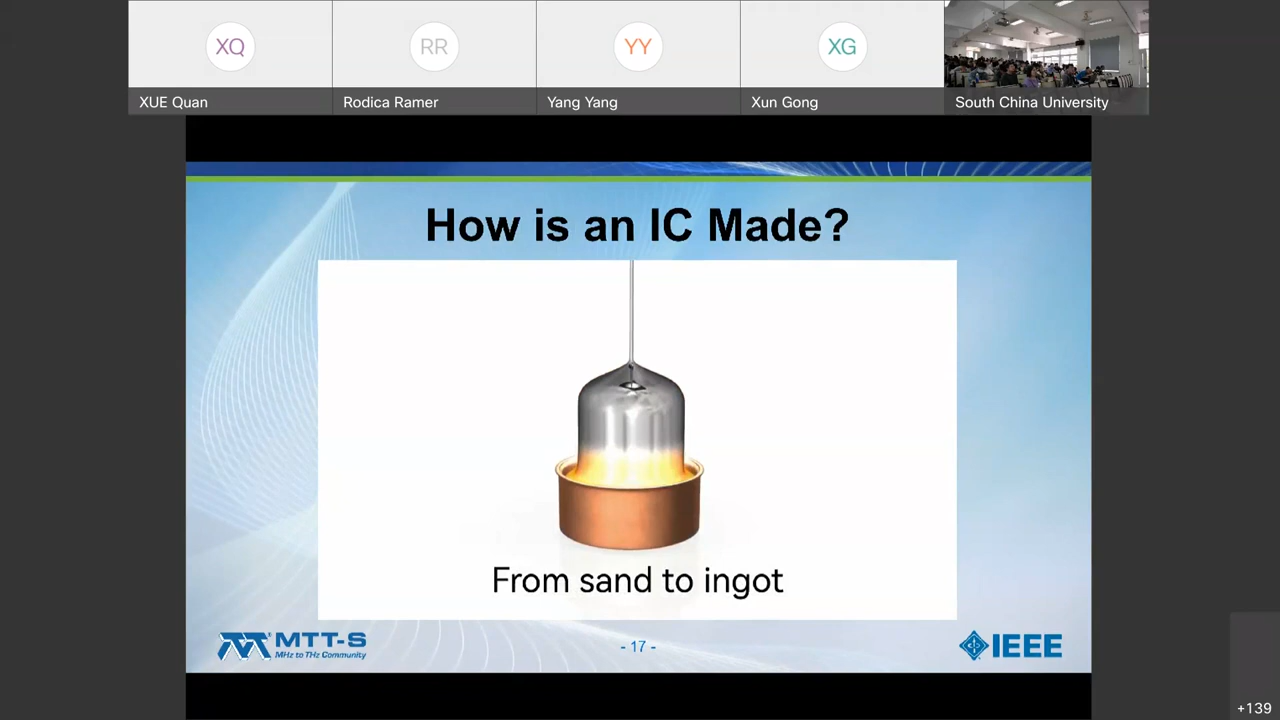 XQ
RR
YY
XG
XUE Quan
Rodica Ramer
Yang Yang
Xun Gong
South China University
How is an IC Made?
From sand to ingot
MTT-S
MHz to THz Community
- 17 -
IEEE
+139